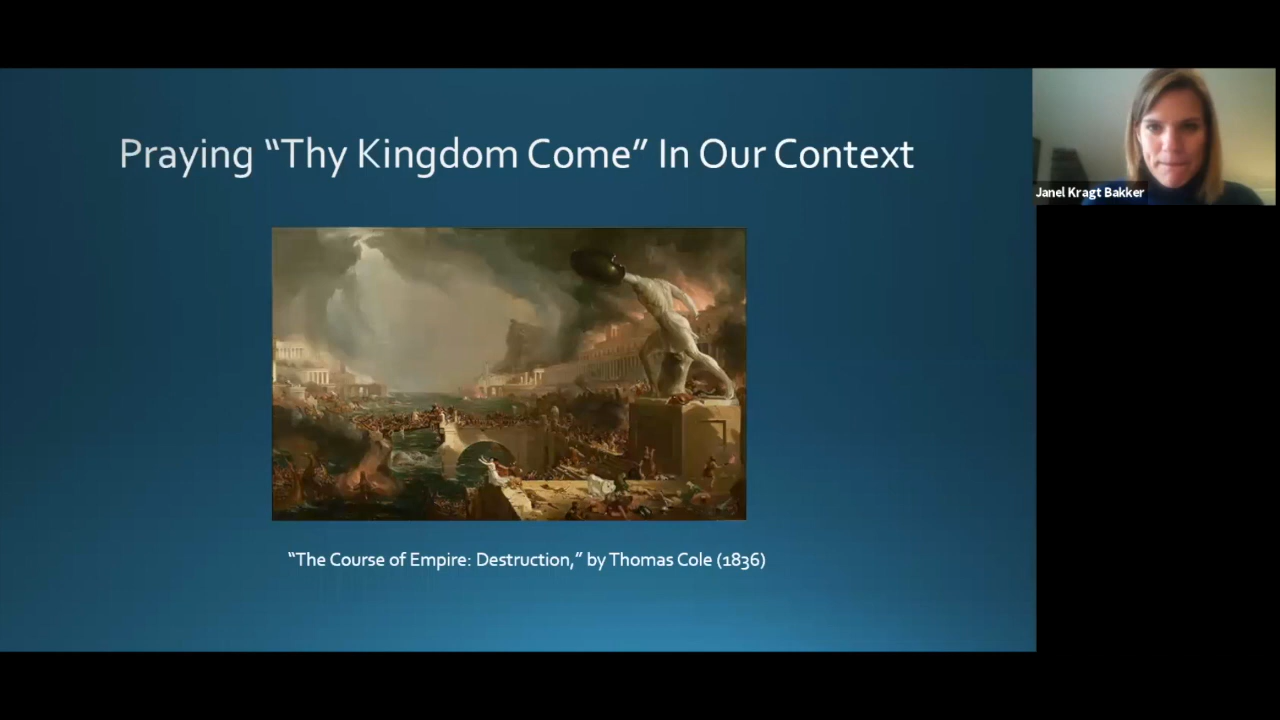 Praying “Thy Kingdom Come” In Our Context
Janel Kragt Bakker
“The Course of Empire: Destruction,” by Thomas Cole (1836)